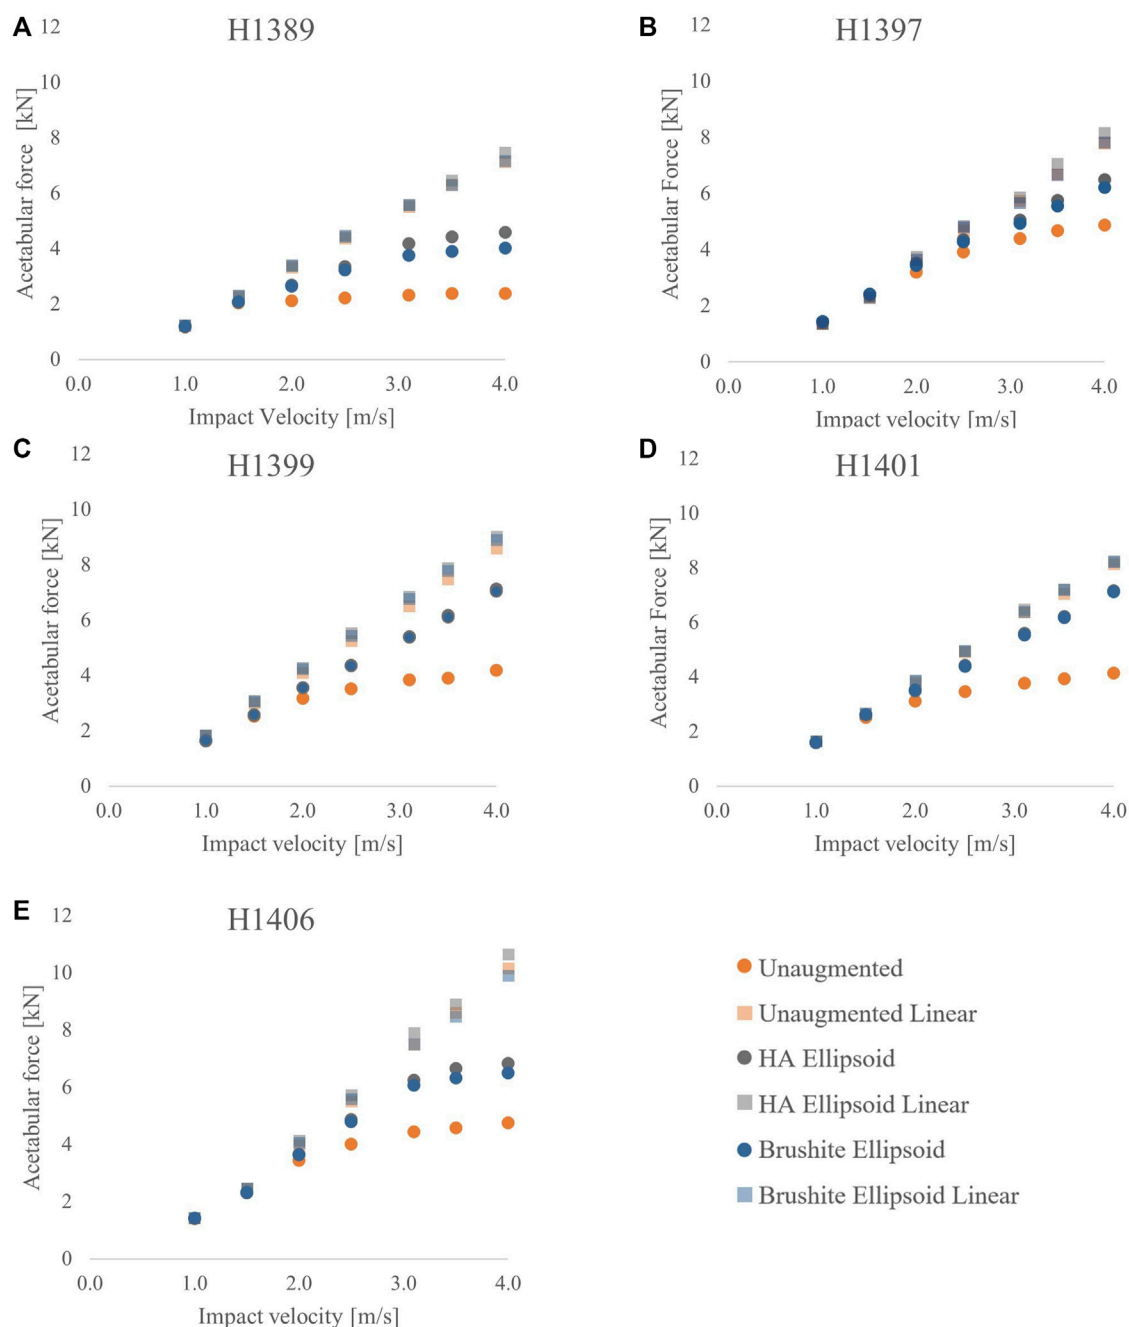 A
H1389
12
10
8
6
4
2
0
Acetabular force [kN]
0.0 1.0 2.0 3.0 4.0
Impact Velocity [m/s]
B
H1397
12
10
8
6
4
2
0
Acetabular Force [kN]
0.0 1.0 2.0 3.0 4.0
Impact velocity [m/s]
C
H1399
12
10
8
6
4
2
0
Acetabular force [kN]
0.0 1.0 2.0 3.0 4.0
Impact velocity [m/s]
D
H1401
12
10
8
6
4
2
0
Acetabular Force [kN]
0.0 1.0 2.0 3.0 4.0
Impact velocity [m/s]
E
H1406
12
10
8
6
4
2
0
Acetabular force [kN]
0.0 1.0 2.0 3.0 4.0
Impact velocity [m/s]
Unaugmented
Unaugmented Linear
HA Ellipsoid
HA Ellipsoid Linear
Brushite Ellipsoid
Brushite Ellipsoid Linear